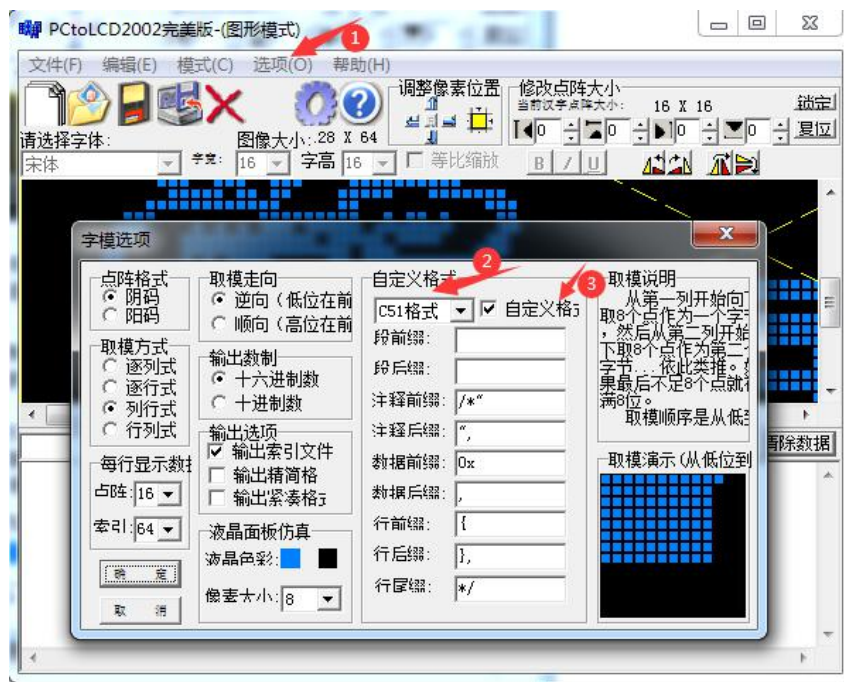 PCtoLCD2002完美版-(图形模式)
1
文件(F) 编辑(E) 模式(C) 选项(O) 帮助(H)
调整像素位置
修改点阵大小
当前汉字点阵大小: 16 X 16
锁定
0 0 0 0 复位
请选择字体:
图像大小:.28 X 64
宋体 字宽: 16 字高 16 等比缩放 B I U
字模选项
点阵格式
阴码
阳码
取模方式
逐列式
逐行式
列行式
行列式
每行显示数
点阵: 16
索引: 64
确 定
取 消
取模走向
逆向(低位在前
顺向(高位在前
输出数制
十六进制数
十进制数
输出选项
输出索引文件
输出精简格
输出紧凑格
液晶面板仿真
液晶色彩:
像素大小: 8
2
3
自定义格式
C51格式 自定义格
段前缀:
段后缀:
注释前缀: /*"
注释后缀: ",
数据前缀: 0x
数据后缀: ,
行前缀: {
行后缀: },
行尾缀: */
取模说明
从第一列开始向
取8个点作为一个字
,然后从第二列开始
下取8个点作为第二
字节...依此类推。
果最后不足8个点就
满8位。
取模顺序是从低
取模演示(从低位到
清除数据